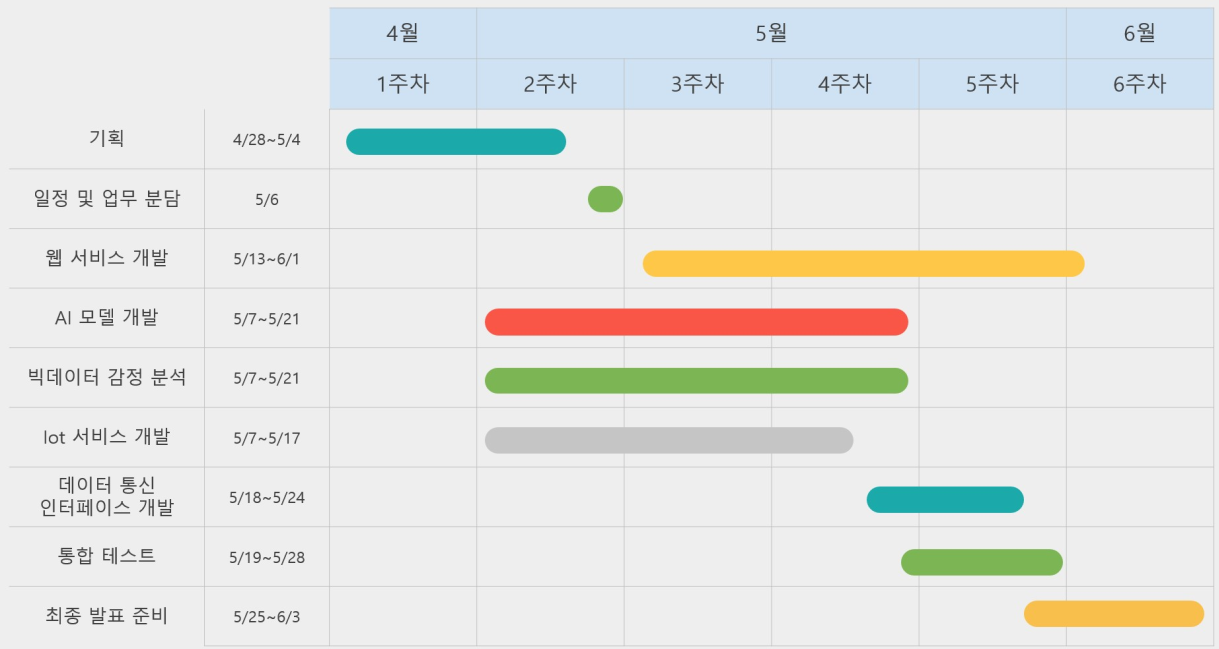 4월 5월 6월
1주차 2주차 3주차 4주차 5주차 6주차
기획 4/28~5/4
일정 및 업무 분담 5/6
웹 서비스 개발 5/13~6/1
AI 모델 개발 5/7~5/21
빅데이터 감정 분석 5/7~5/21
Iot 서비스 개발 5/7~5/17
데이터 통신
인터페이스 개발 5/18~5/24
통합 테스트 5/19~5/28
최종 발표 준비 5/25~6/3